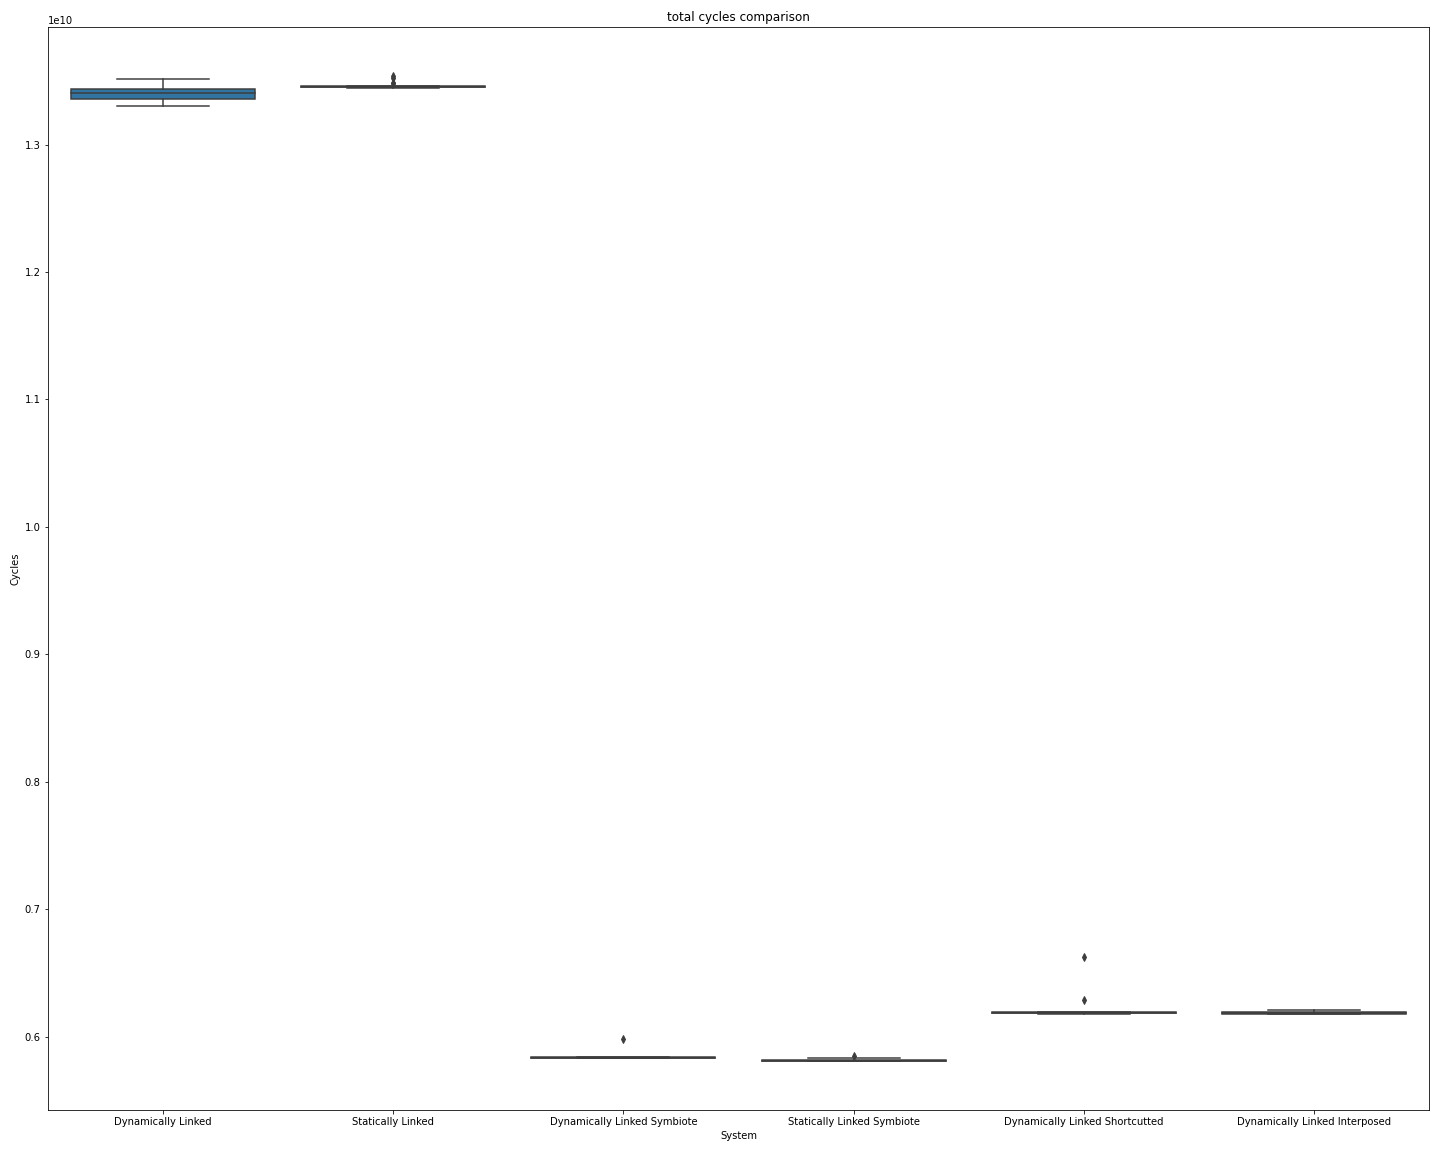 total cycles comparison
1e10
1.3
1.2
1.1
1.0
0.9
0.8
0.7
0.6
Cycles
Dynamically Linked
Statically Linked
Dynamically Linked Symbiote
Statically Linked Symbiote
Dynamically Linked Shortcutted
Dynamically Linked Interposed
System